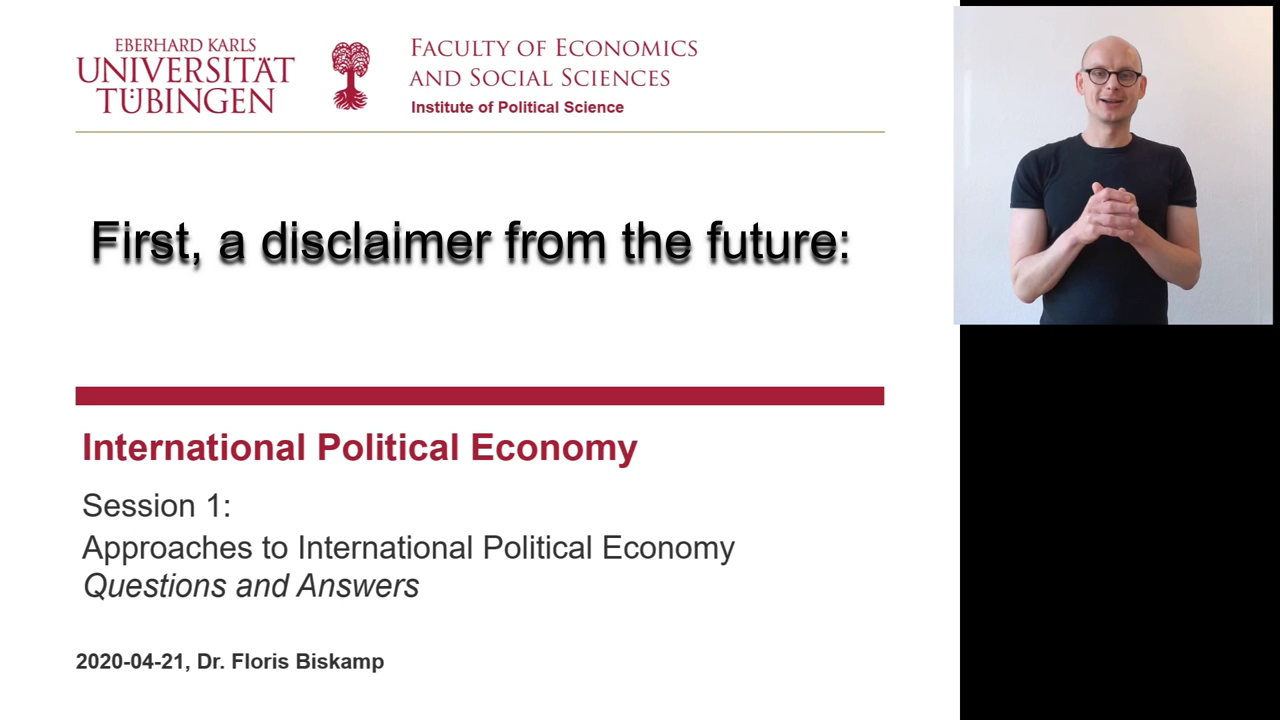 EBERHARD KARLS
UNIVERSITÄT
TÜBINGEN
FACULTY OF ECONOMICS
AND SOCIAL SCIENCES
Institute of Political Science
First, a disclaimer from the future:
International Political Economy
Session 1:
Approaches to International Political Economy
Questions and Answers
2020-04-21, Dr. Floris Biskamp